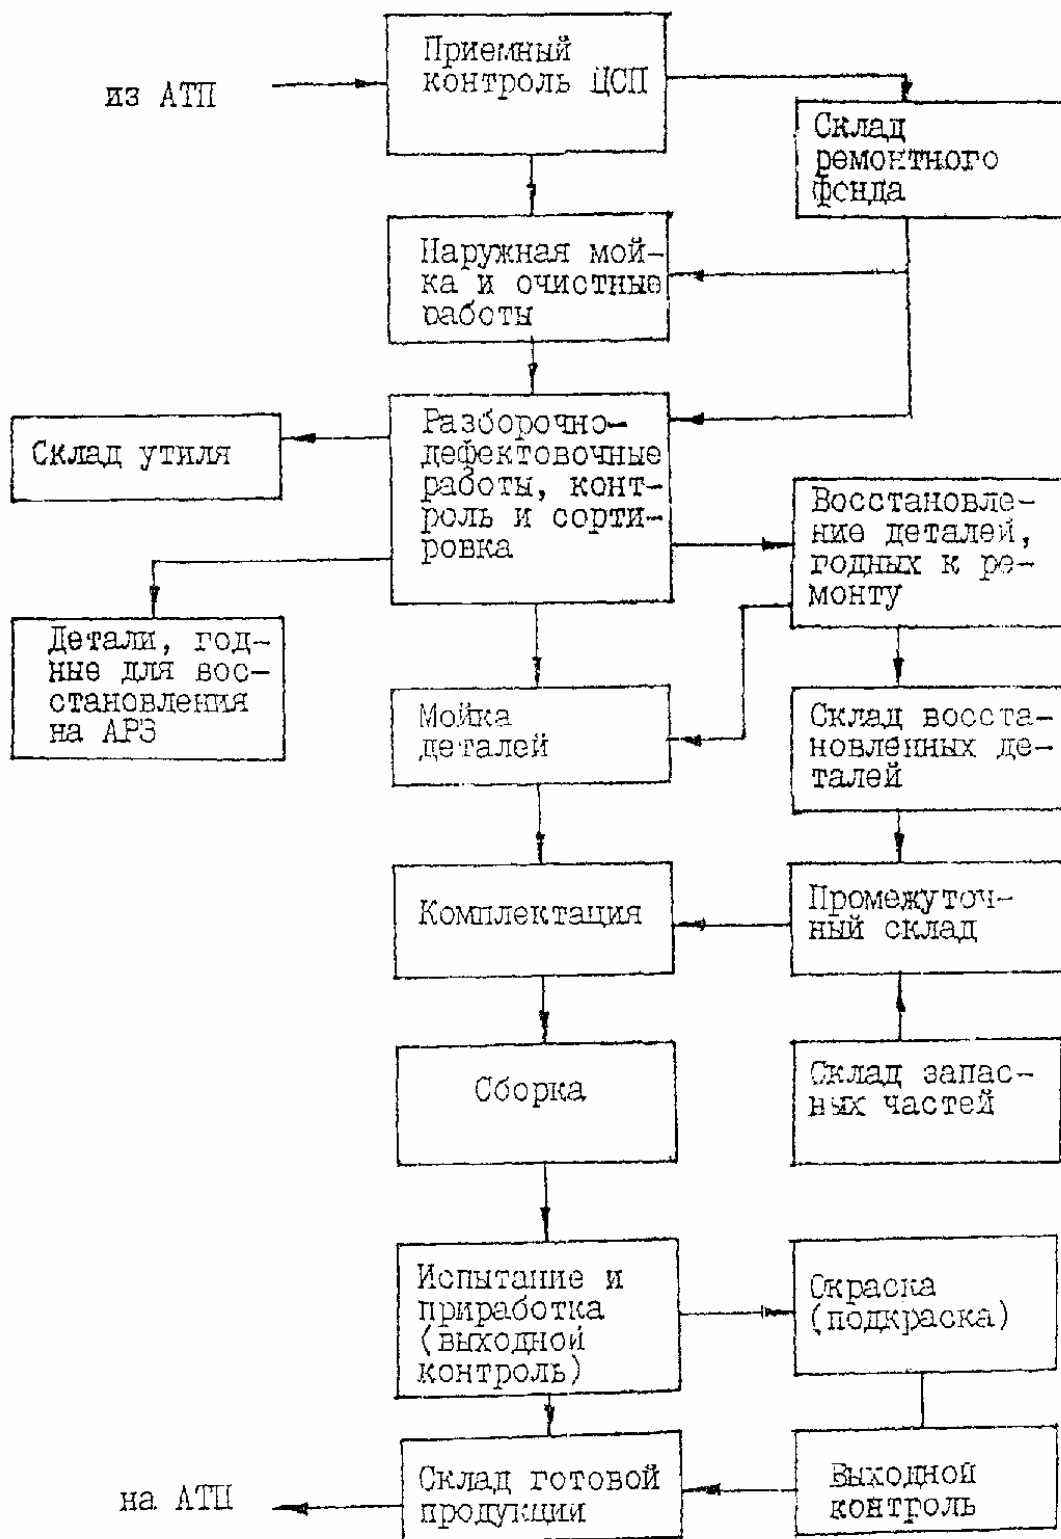 Приемный
контроль ЦСП
из АТП
Склад
ремонтного
фонда
Наружная мой-
ка и очистные
работы
Разборочно-
дефектовочные
работы, конт-
роль и сорти-
ровка
Склад утиля
Восстановле-
ние деталей,
годных к ре-
монту
Детали, год-
ные для вос-
становления
на АРЗ
Мойка
деталей
Склад восста-
новленных де-
талей
Комплектация
Промежуточ-
ный склад
Сборка
Склад запас-
ных частей
Испытание и
приработка
(выходной
контроль)
Окраска
(подкраска)
на АТП
Склад готовой
продукции
Выходной
контроль